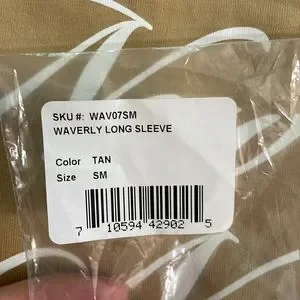 SKU #: WAV07SM
WAVERLY LONG SLEEVE
Color TAN
Size SM
7 10594 42902 5